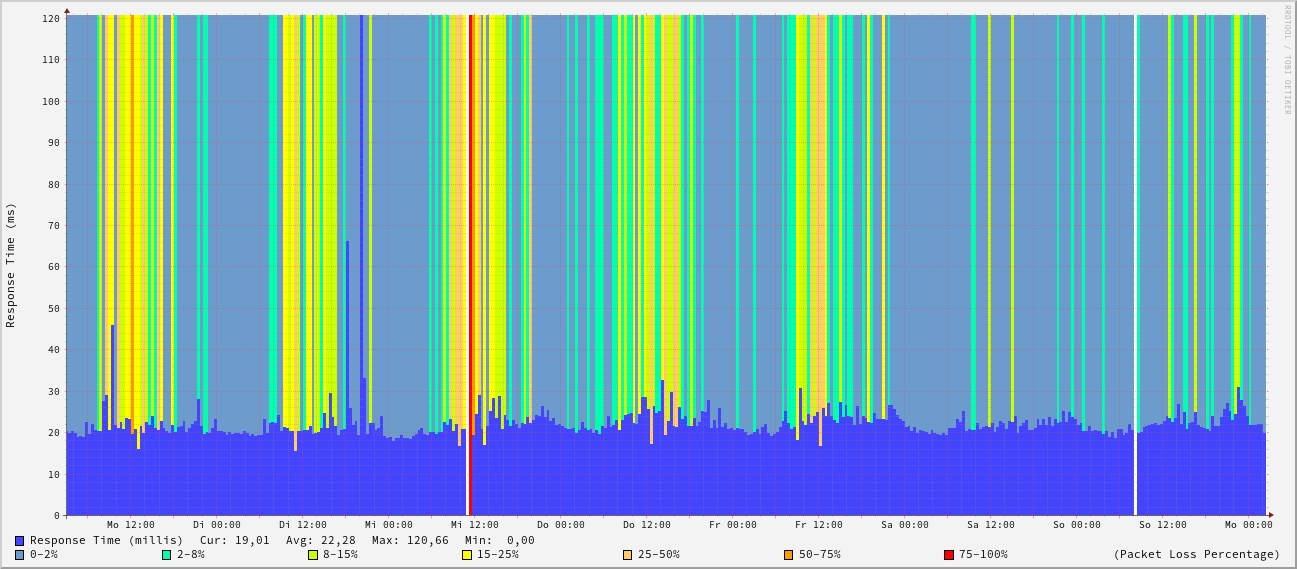 RRDTOOL / TOBI OETIKER
Response Time (ms)
120
110
100
90
80
70
60
50
40
30
20
10
0
Mo 12:00 Di 00:00 Di 12:00 Mi 00:00 Mi 12:00 Do 00:00 Do 12:00 Fr 00:00 Fr 12:00 Sa 00:00 Sa 12:00 So 00:00 So 12:00 Mo 00:00
Response Time (millis) Cur: 19,01 Avg: 22,28 Max: 120,66 Min: 0,00
0-2% 2-8% 8-15% 15-25% 25-50% 50-75% 75-100% (Packet Loss Percentage)